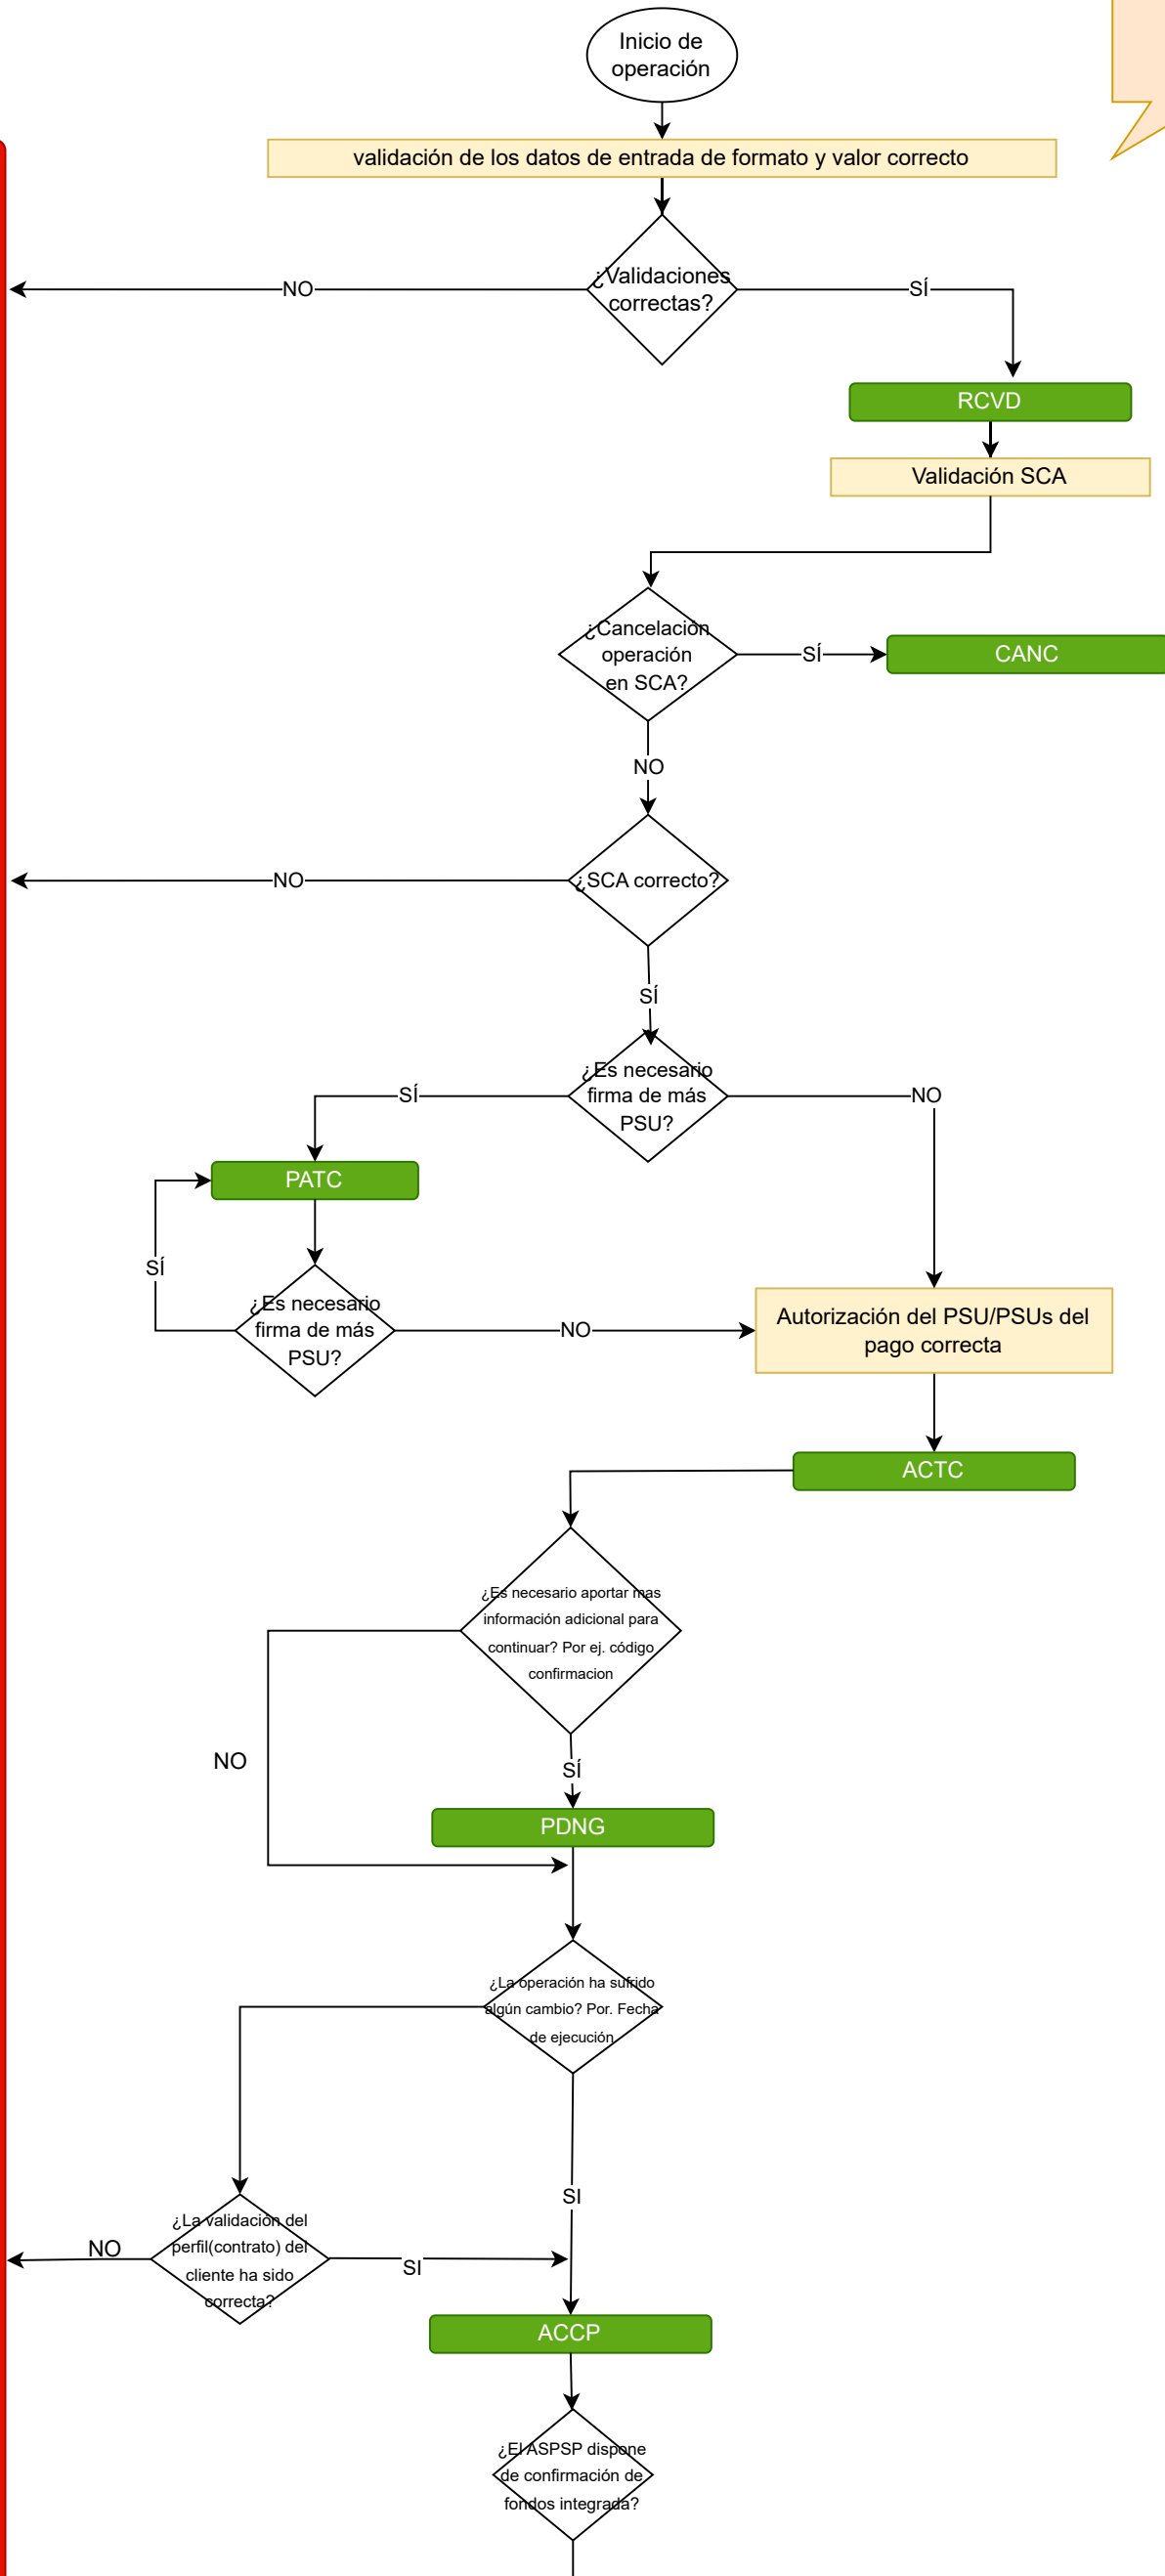 Inicio de
operación
validación de los datos de entrada de formato y valor correcto
¿Validaciones
correctas?
NO
SÍ
RCVD
Validación SCA
¿Cancelación
operación
en SCA?
SÍ
CANC
NO
¿SCA correcto?
NO
SÍ
¿Es necesario
firma de más
PSU?
SÍ
NO
PATC
SÍ
¿Es necesario
firma de más
PSU?
NO
Autorización del PSU/PSUs del
pago correcta
ACTC
¿Es necesario aportar mas
información adicional para
continuar? Por ej. código
confirmacion
NO
SÍ
PDNG
¿La operación ha sufrido
algún cambio? Por. Fecha
de ejecución
SI
¿La validación del
perfil(contrato) del
cliente ha sido
correcta?
NO
SI
ACCP
¿El ASPSP dispone
de confirmación de
fondos integrada?